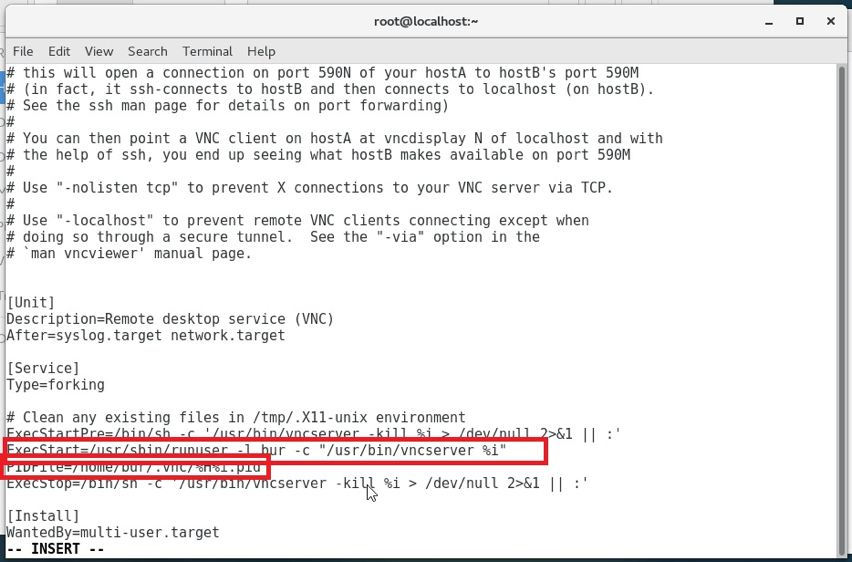 root@localhost:~
File Edit View Search Terminal Help
# this will open a connection on port 590N of your hostA to hostB's port 590M
# (in fact, it ssh-connects to hostB and then connects to localhost (on hostB).
# See the ssh man page for details on port forwarding)
#
# You can then point a VNC client on hostA at vncdisplay N of localhost and with
# the help of ssh, you end up seeing what hostB makes available on port 590M
#
# Use "-nolisten tcp" to prevent X connections to your VNC server via TCP.
#
# Use "-localhost" to prevent remote VNC clients connecting except when
# doing so through a secure tunnel.  See the "-via" option in the
# `man vncviewer' manual page.
[Unit]
Description=Remote desktop service (VNC)
After=syslog.target network.target
[Service]
Type=forking
# Clean any existing files in /tmp/.X11-unix environment
ExecStartPre=/bin/sh -c '/usr/bin/vncserver -kill %i > /dev/null 2>&1 || :'
ExecStart=/usr/sbin/runuser -l bur -c "/usr/bin/vncserver %i"
PIDFile=/home/bur/.vnc/%H%i.pid
ExecStop=/bin/sh -c '/usr/bin/vncserver -kill %i > /dev/null 2>&1 || :'
[Install]
WantedBy=multi-user.target
-- INSERT --